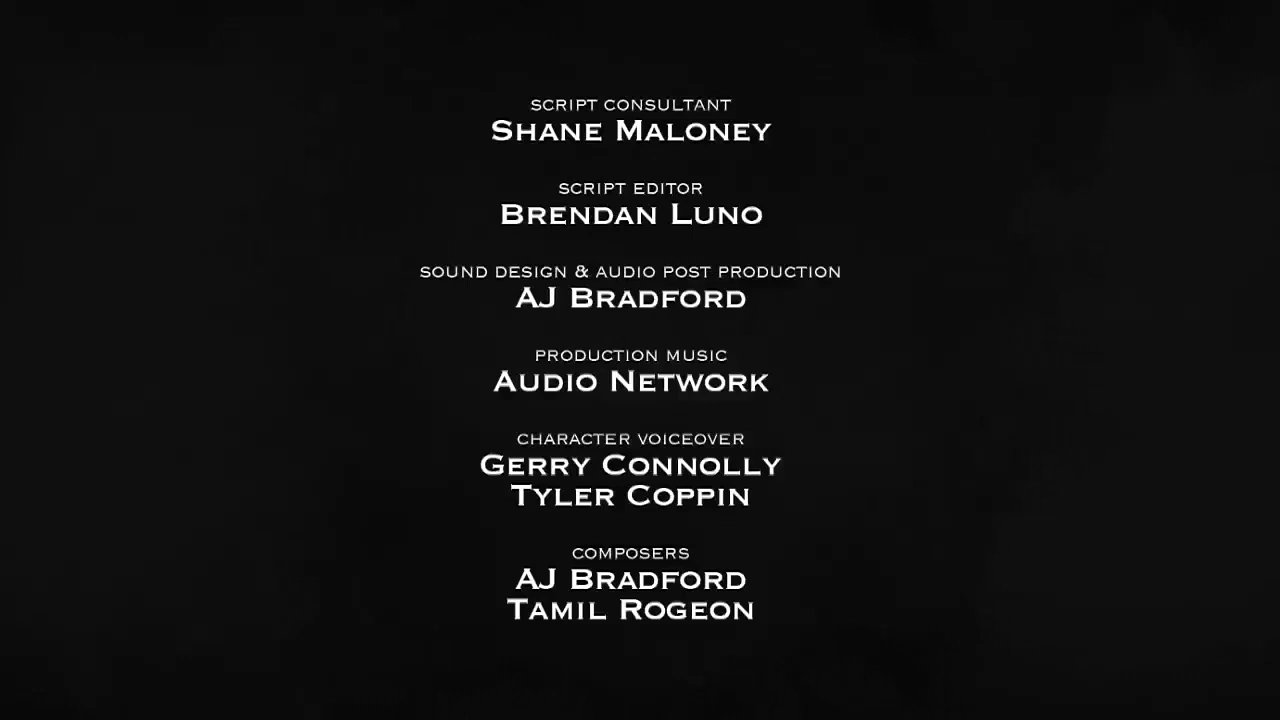 SCRIPT CONSULTANT
SHANE MALONEY
SCRIPT EDITOR
BRENDAN LUNO
SOUND DESIGN & AUDIO POST PRODUCTION
AJ BRADFORD
PRODUCTION MUSIC
AUDIO NETWORK
CHARACTER VOICEOVER
GERRY CONNOLLY
TYLER COPPIN
COMPOSERS
AJ BRADFORD
TAMIL ROGEON